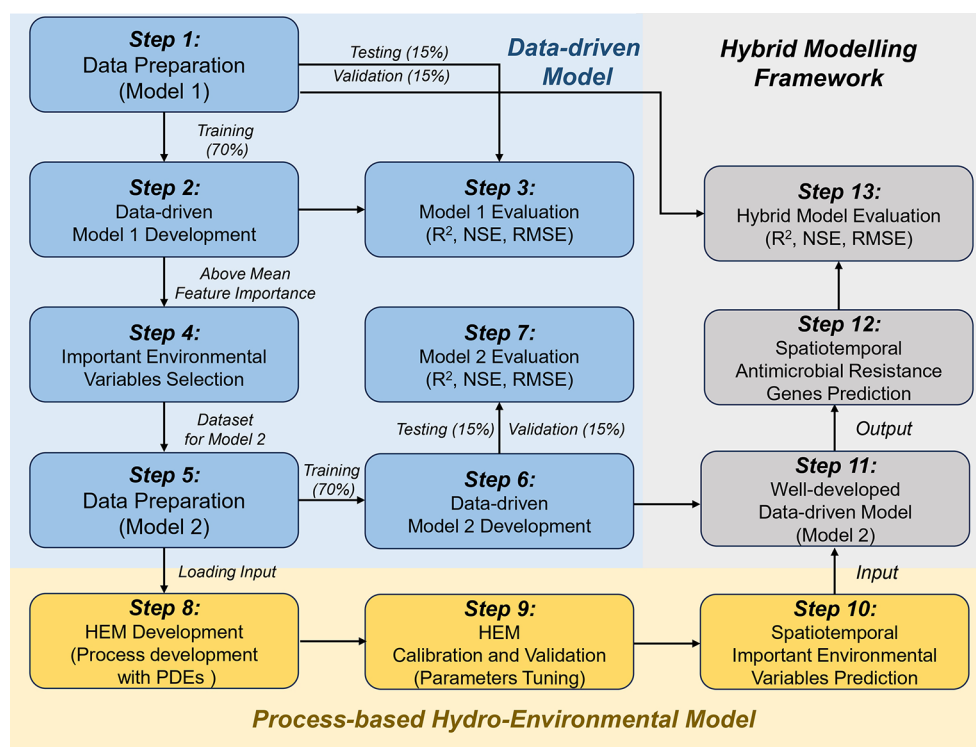 Step 1:
Data Preparation
(Model 1)
Testing (15%)
Validation (15%)
Data-driven
Model
Hybrid Modelling
Framework
Training
(70%)
Step 2:
Data-driven
Model 1 Development
Step 3:
Model 1 Evaluation
(R², NSE, RMSE)
Step 13:
Hybrid Model Evaluation
(R², NSE, RMSE)
Above Mean
Feature Importance
Step 4:
Important Environmental
Variables Selection
Step 7:
Model 2 Evaluation
(R², NSE, RMSE)
Step 12:
Spatiotemporal
Antimicrobial Resistance
Genes Prediction
Dataset
for Model 2
Testing (15%)
Validation (15%)
Output
Step 5:
Data Preparation
(Model 2)
Training
(70%)
Step 6:
Data-driven
Model 2 Development
Step 11:
Well-developed
Data-driven Model
(Model 2)
Loading Input
Input
Step 8:
HEM Development
(Process development
with PDEs )
Step 9:
HEM
Calibration and Validation
(Parameters Tuning)
Step 10:
Spatiotemporal
Important Environmental
Variables Prediction
Process-based Hydro-Environmental Model